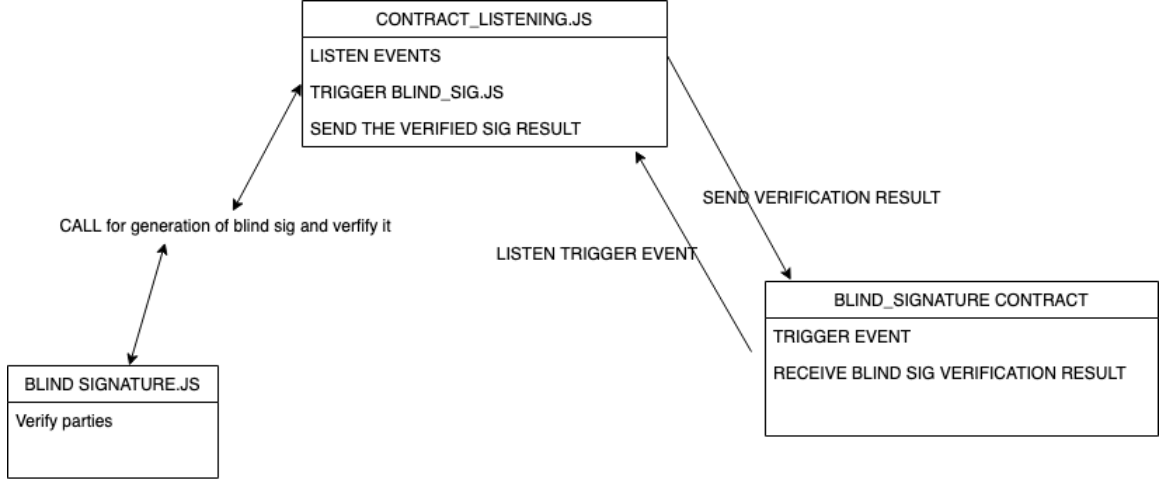 CONTRACT_LISTENING.JS
LISTEN EVENTS
TRIGGER BLIND_SIG.JS
SEND THE VERIFIED SIG RESULT
SEND VERIFICATION RESULT
CALL for generation of blind sig and verfify it
LISTEN TRIGGER EVENT
BLIND_SIGNATURE CONTRACT
TRIGGER EVENT
RECEIVE BLIND SIG VERIFICATION RESULT
BLIND SIGNATURE.JS
Verify parties